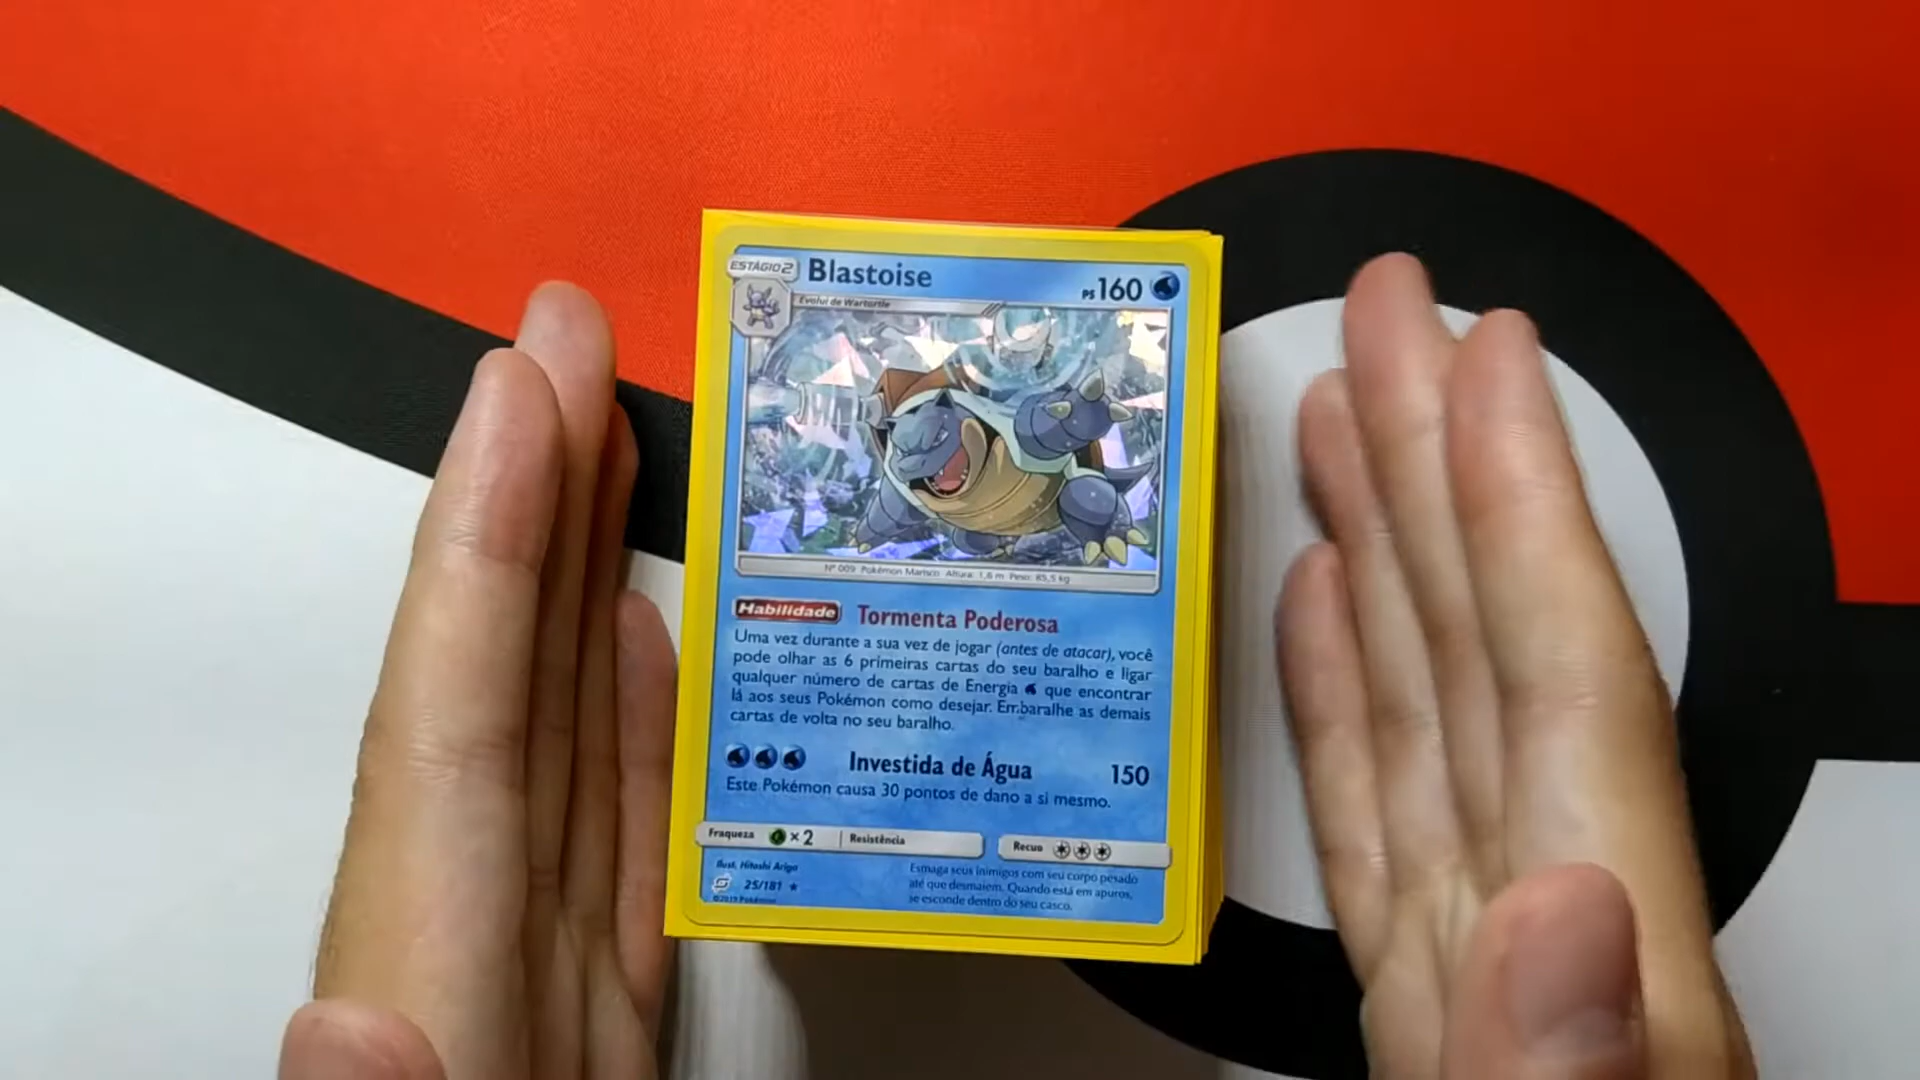 ESTÁGIO 2 Blastoise PS 160
Evolui de Wartortle
Nº 009 Pokémon Marisco Altura: 1,6 m Peso: 85,5 kg
Habilidade Tormenta Poderosa
Uma vez durante a sua vez de jogar (antes de atacar), você
pode olhar as 6 primeiras cartas do seu baralho e ligar
qualquer número de cartas de Energia que encontrar
lá aos seus Pokémon como desejar. Embaralhe as demais
cartas de volta no seu baralho.
Investida de Água 150
Este Pokémon causa 30 pontos de dano a si mesmo.
Fraqueza ×2 Resistência Recuo
Ilust. Hitoshi Ariga
25/181 ★
©2019 Pokémon
Esmaga seus inimigos com seu corpo pesado
até que desmaiem. Quando está em apuros,
se esconde dentro do seu casco.